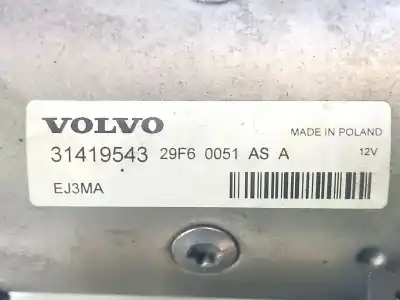 VOLVO
MADE IN POLAND
31419543 29F6 0051 AS A 12V
EJ3MA